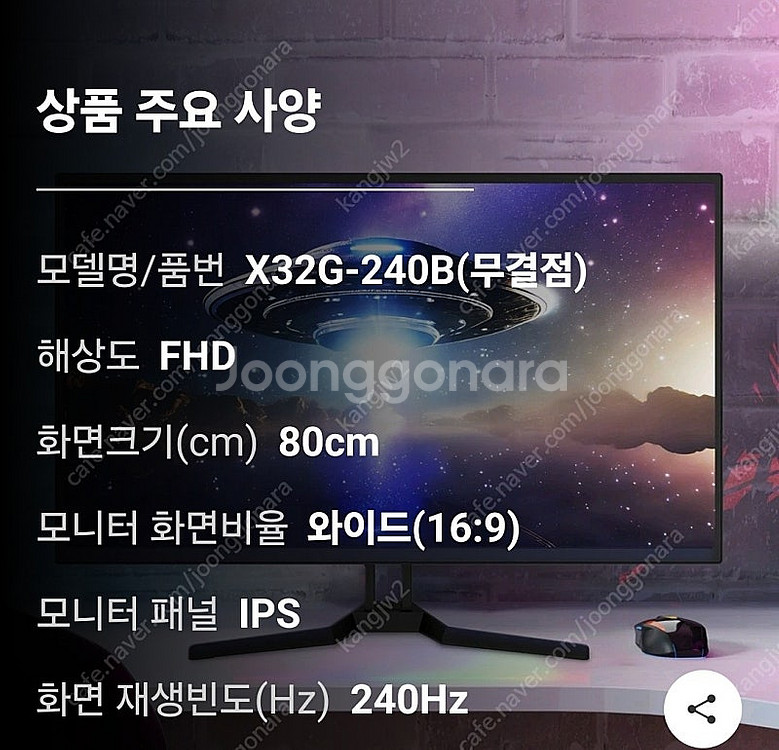 상품 주요 사양
모델명/품번 X32G-240B(무결점)
해상도 FHD
Joonggonara
화면크기(cm) 80cm
모니터 화면비율 와이드(16:9)
모니터 패널 IPS
화면 재생빈도(Hz) 240Hz
cafe.naver.com/joonggonara
kangjw2